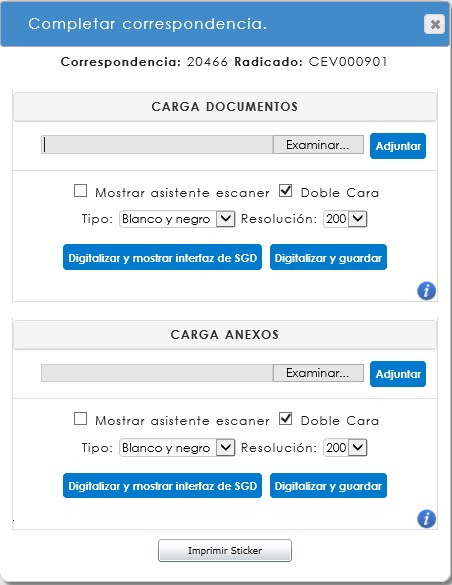 Completar correspondencia.
Correspondencia: 20466 Radicado: CEV000901
CARGA DOCUMENTOS
Examinar... Adjuntar
Mostrar asistente escaner Doble Cara
Tipo: Blanco y negro Resolución: 200
Digitalizar y mostrar interfaz de SGD Digitalizar y guardar
i
CARGA ANEXOS
Examinar... Adjuntar
Mostrar asistente escaner Doble Cara
Tipo: Blanco y negro Resolución: 200
Digitalizar y mostrar interfaz de SGD Digitalizar y guardar
i
Imprimir Sticker